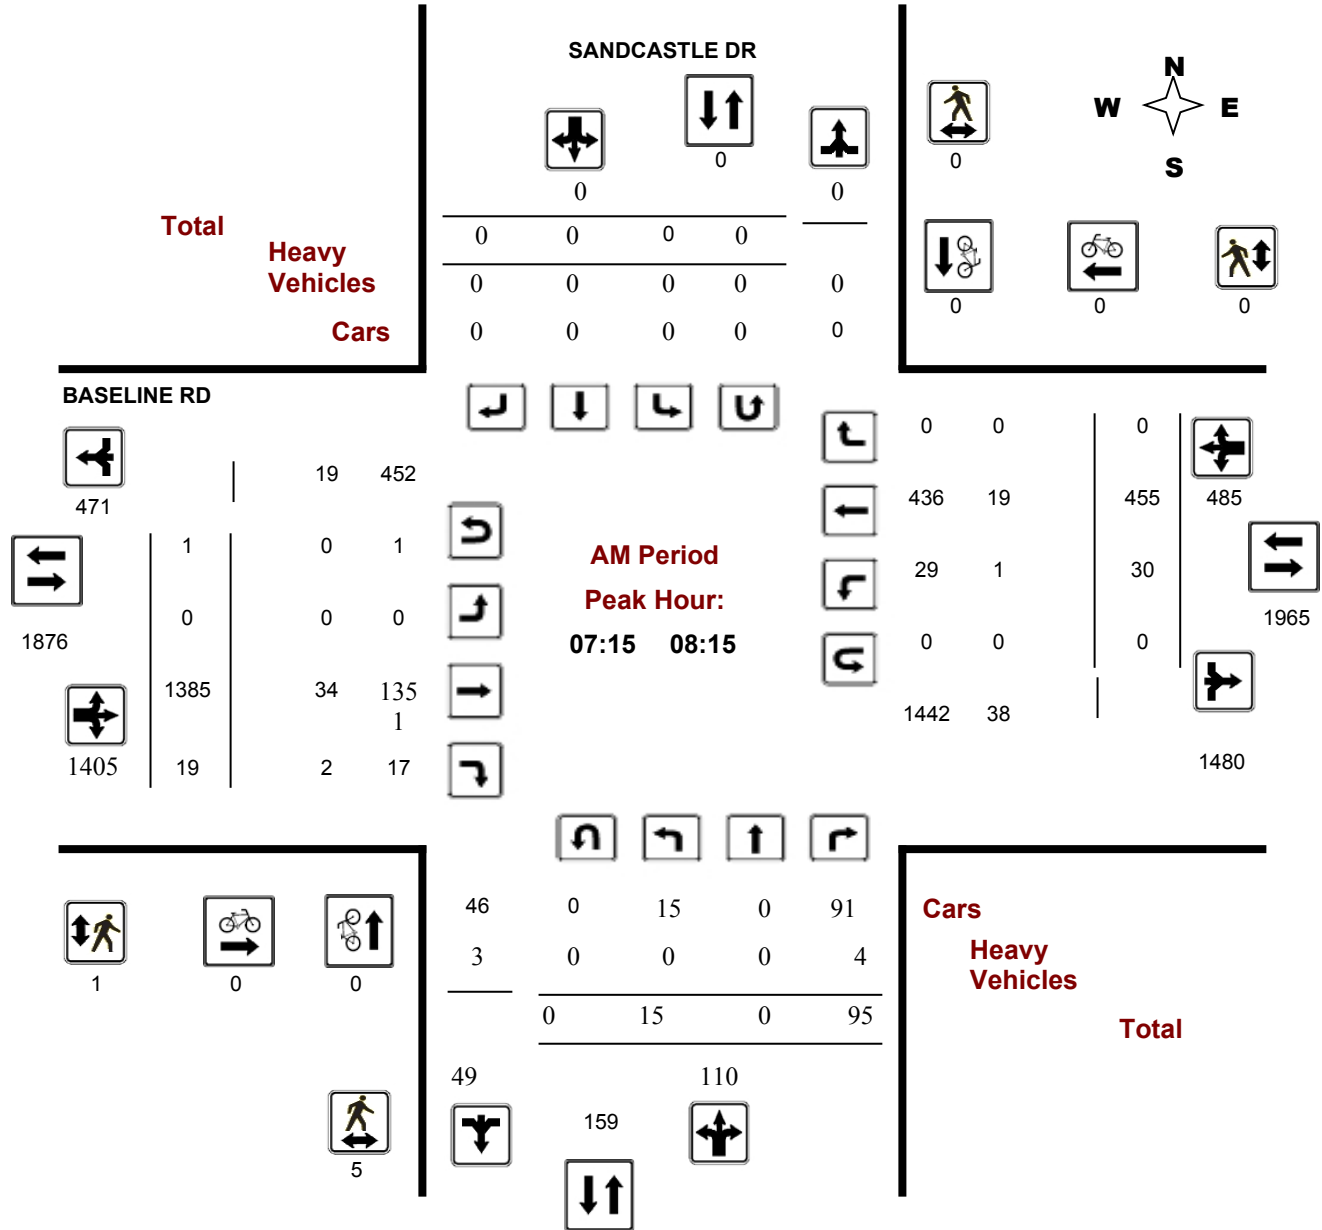 SANDCASTLE DR
N
W E
S
0
0
0 0
Total
0 0 0 0
Heavy
Vehicles
0 0 0 0 0
0 0 0
Cars
0 0 0 0 0
BASELINE RD
0 0 0
19 452
471
436 19 455 485
1 0 1
AM Period
29 1 30
Peak Hour:
0 0 0
1876
07:15 08:15
0 0 0
1965
1385 34 135
1
1442 38
1405 19 2 17
1480
46 0 15 0 91
Cars
3 0 0 0 4
Heavy
Vehicles
1 0 0
0 15 0 95
Total
49 110
159
5